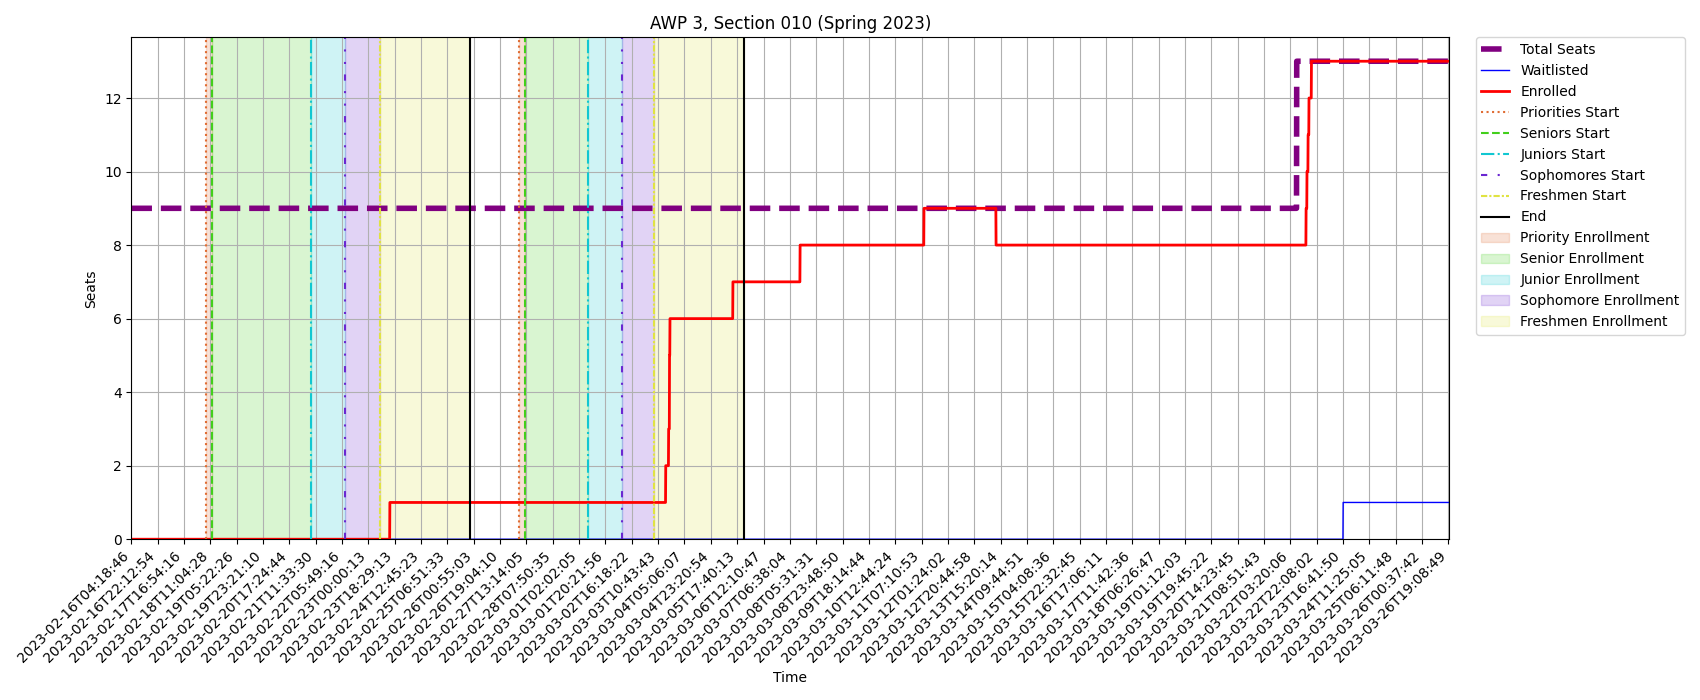 AWP 3, Section 010 (Spring 2023)
Seats
12
10
8
6
4
2
0
2023-02-16T04:18:46
2023-02-16T22:12:54
2023-02-17T16:54:16
2023-02-18T11:04:28
2023-02-19T05:22:26
2023-02-19T23:21:10
2023-02-20T17:24:44
2023-02-21T11:33:30
2023-02-22T05:49:16
2023-02-23T00:00:13
2023-02-23T18:29:13
2023-02-24T12:45:23
2023-02-25T06:51:33
2023-02-26T00:55:03
2023-02-26T19:04:10
2023-02-27T13:14:05
2023-02-28T07:50:35
2023-03-01T02:02:05
2023-03-01T20:21:56
2023-03-02T16:18:22
2023-03-03T10:43:43
2023-03-04T05:06:07
2023-03-04T23:20:54
2023-03-05T17:40:13
2023-03-06T12:10:47
2023-03-07T06:38:04
2023-03-08T05:31:31
2023-03-08T23:48:50
2023-03-09T18:14:44
2023-03-10T12:44:24
2023-03-11T07:10:53
2023-03-12T01:24:02
2023-03-12T20:44:58
2023-03-13T15:20:14
2023-03-14T09:44:51
2023-03-15T04:08:36
2023-03-15T22:32:45
2023-03-16T17:06:11
2023-03-17T11:42:36
2023-03-18T06:26:47
2023-03-19T01:12:03
2023-03-19T19:45:22
2023-03-20T14:23:45
2023-03-21T08:51:43
2023-03-22T03:20:06
2023-03-22T22:08:02
2023-03-23T16:41:50
2023-03-24T11:25:05
2023-03-25T06:11:48
2023-03-26T00:37:42
2023-03-26T19:08:49
Time
Total Seats
Waitlisted
Enrolled
Priorities Start
Seniors Start
Juniors Start
Sophomores Start
Freshmen Start
End
Priority Enrollment
Senior Enrollment
Junior Enrollment
Sophomore Enrollment
Freshmen Enrollment